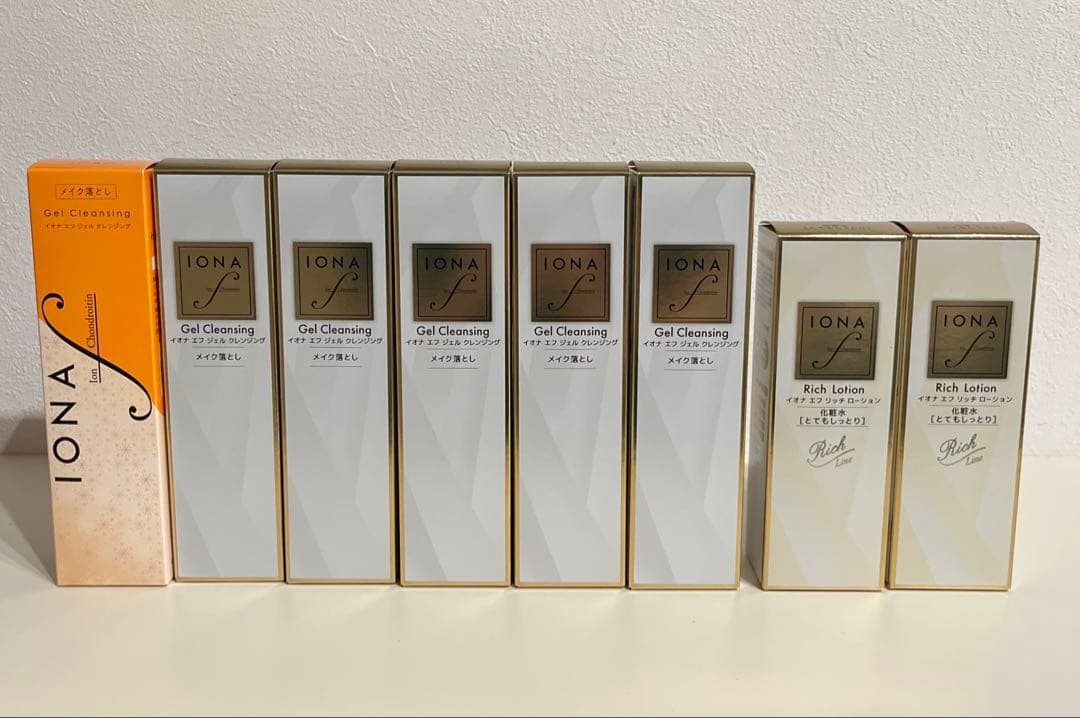 メイク落とし
Gel Cleansing
イオナ エフ ジェル クレンジング
IONA
Ion Chondroitin
IONA
f
Gel Cleansing
イオナ エフ ジェル クレンジング
メイク落とし
IONA
f
Gel Cleansing
イオナ エフ ジェル クレンジング
メイク落とし
IONA
f
Gel Cleansing
イオナ エフ ジェル クレンジング
メイク落とし
IONA
f
Gel Cleansing
イオナ エフ ジェル クレンジング
メイク落とし
IONA
f
Gel Cleansing
イオナ エフ ジェル クレンジング
メイク落とし
IONA
f
Rich Lotion
イオナ エフ リッチ ローション
化粧水
[とてもしっとり]
Rich
Line
IONA
f
Rich Lotion
イオナ エフ リッチ ローション
化粧水
[とてもしっとり]
Rich
Line